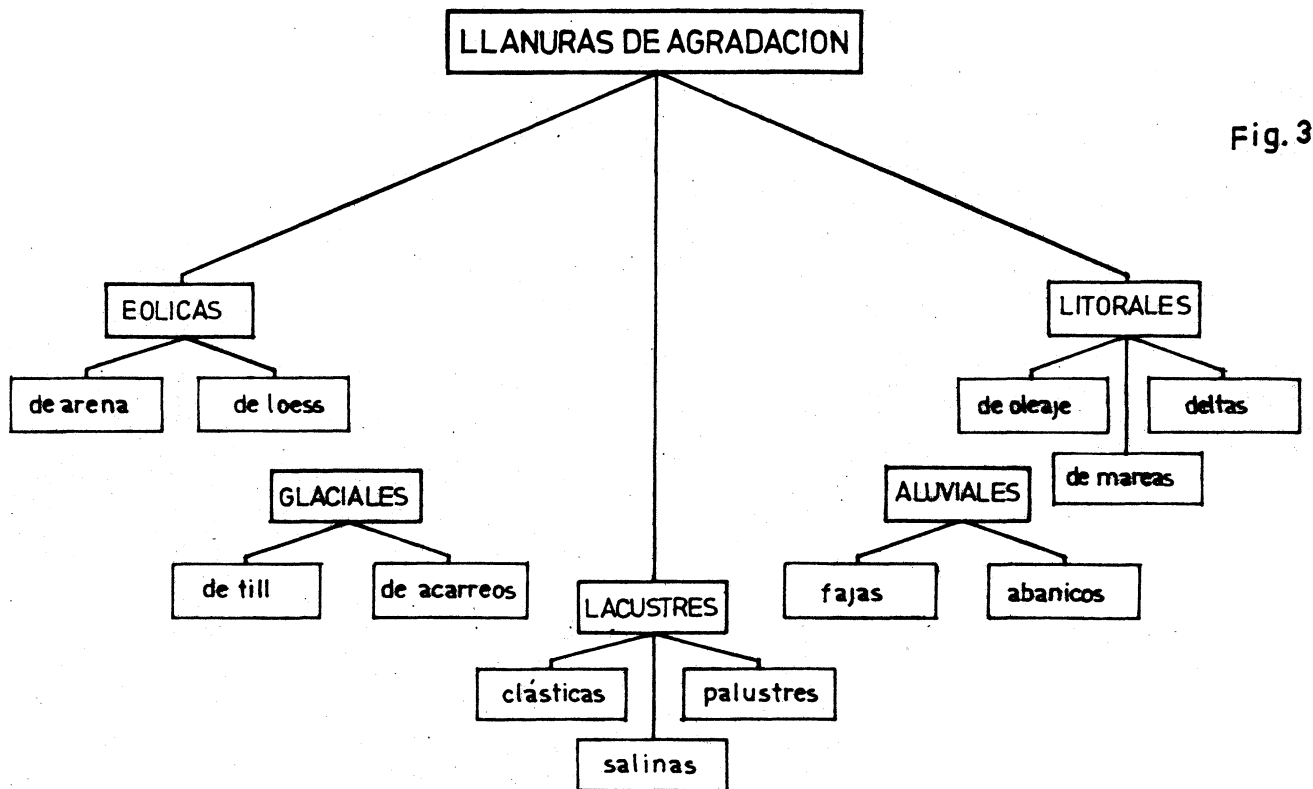 LLANURAS DE AGRADACION
Fig. 3
EOLICAS
de arena
de loess
LITORALES
de oleaje
deltas
de mareas
GLACIALES
de till
de acarreos
ALUVIALES
fajas
abanicos
LACUSTRES
clásticas
palustres
salinas